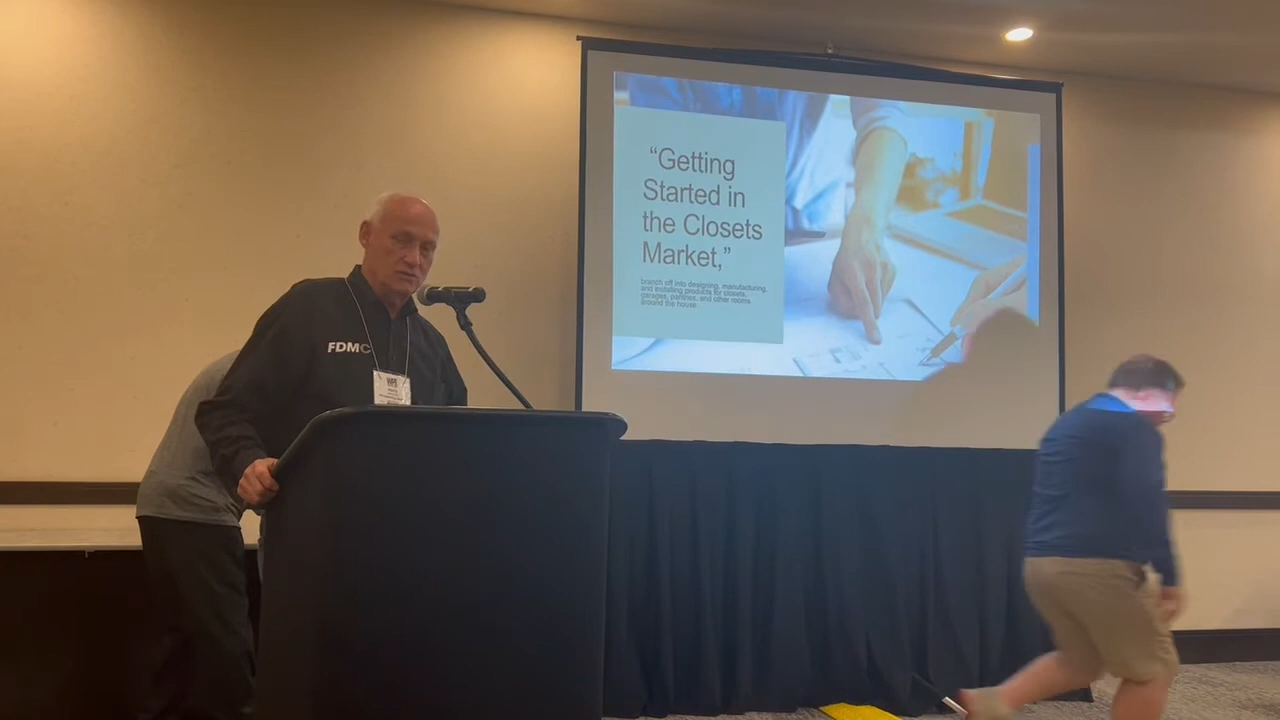 “Getting
Started in
the Closets
Market,”
branch off into designing, manufacturing,
and installing products for closets,
garages, pantries, and other rooms
around the house
FDMC